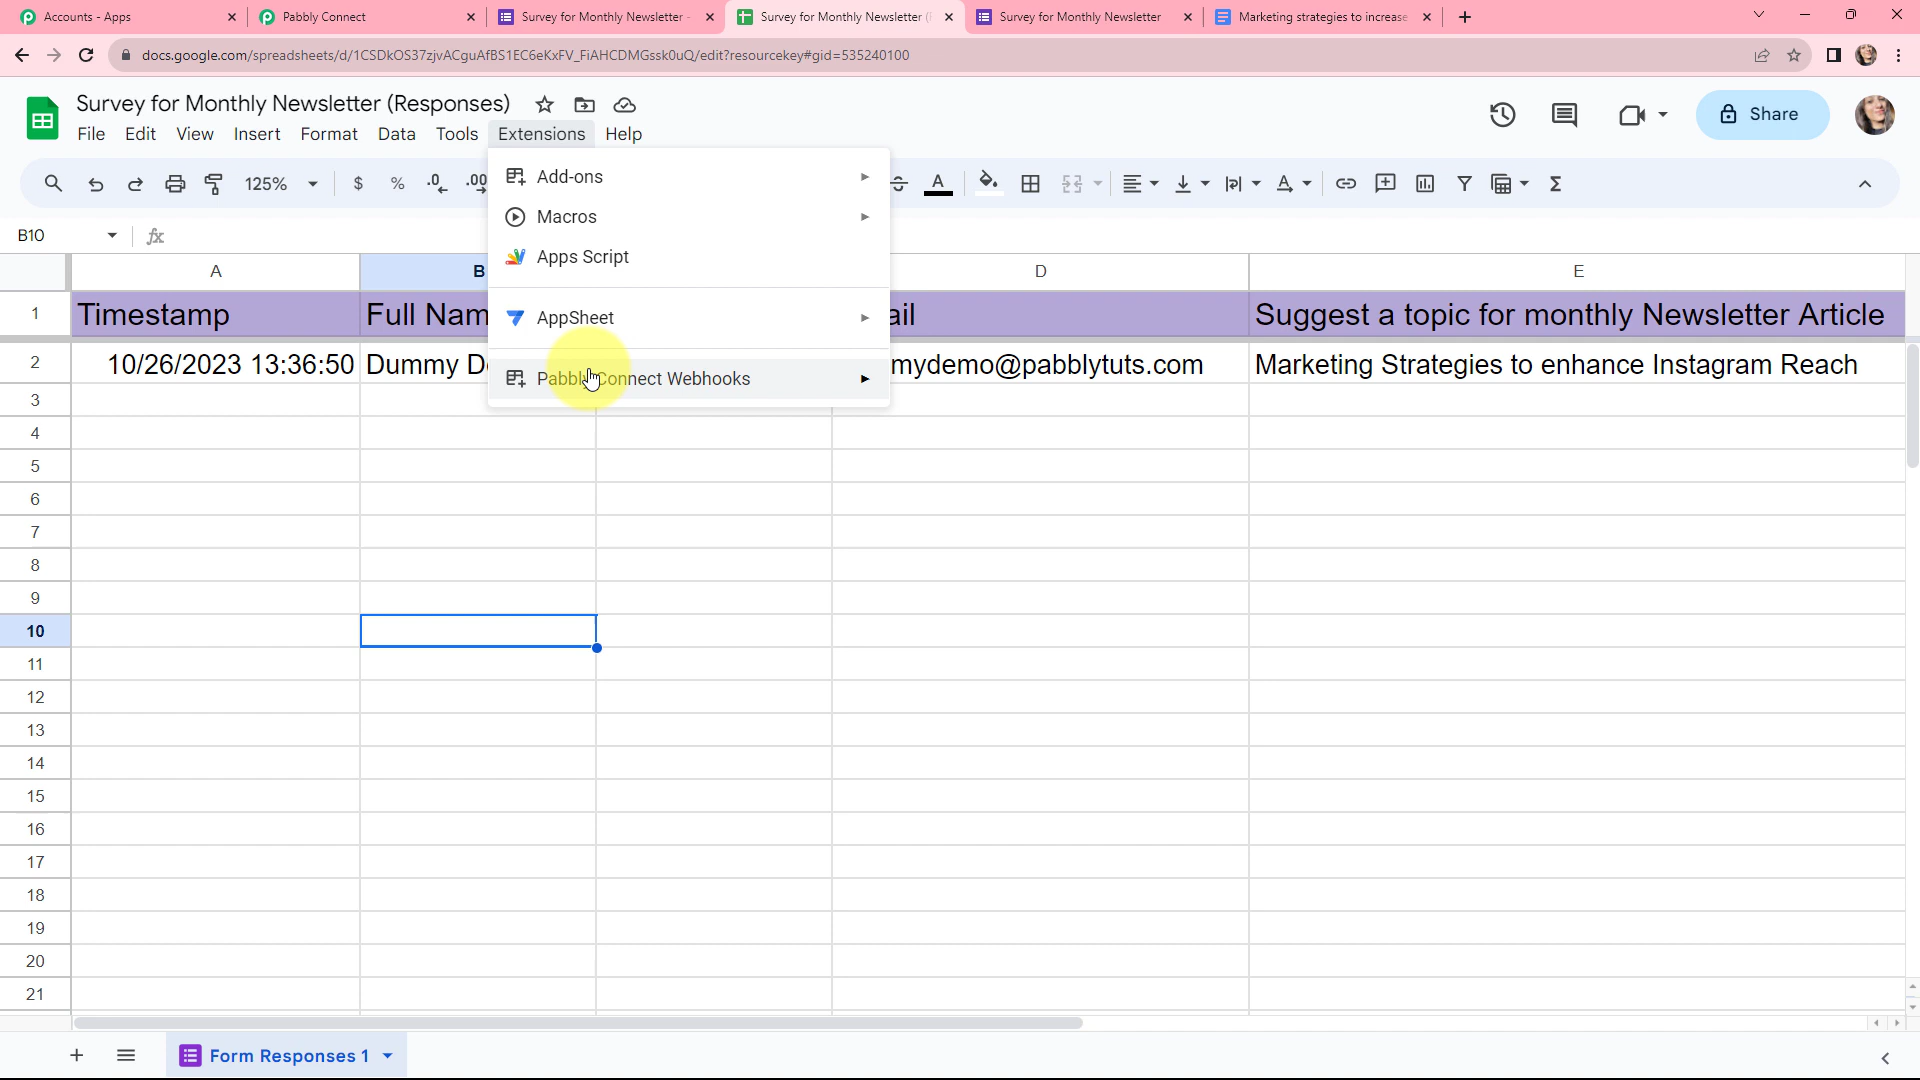 Accounts - Apps
Pabbly Connect
Survey for Monthly Newsletter -
Survey for Monthly Newsletter (
Survey for Monthly Newsletter
Marketing strategies to increase
docs.google.com/spreadsheets/d/1CSDkOS37zjvACguAfBS1EC6eKxFV_FiAHCDMGssk0uQ/edit?resourcekey#gid=535240100
Survey for Monthly Newsletter (Responses)
File Edit View Insert Format Data Tools Extensions Help
Share
125% $ % .0 .00 A A Σ
Add-ons
Macros
Apps Script
AppSheet
Pabbly Connect Webhooks
B10 fx
A B D E
1 Timestamp Full Nam ail Suggest a topic for monthly Newsletter Article
2 10/26/2023 13:36:50 Dummy D mydemo@pabblytuts.com Marketing Strategies to enhance Instagram Reach
3
4
5
6
7
8
9
10
11
12
13
14
15
16
17
18
19
20
21
Form Responses 1